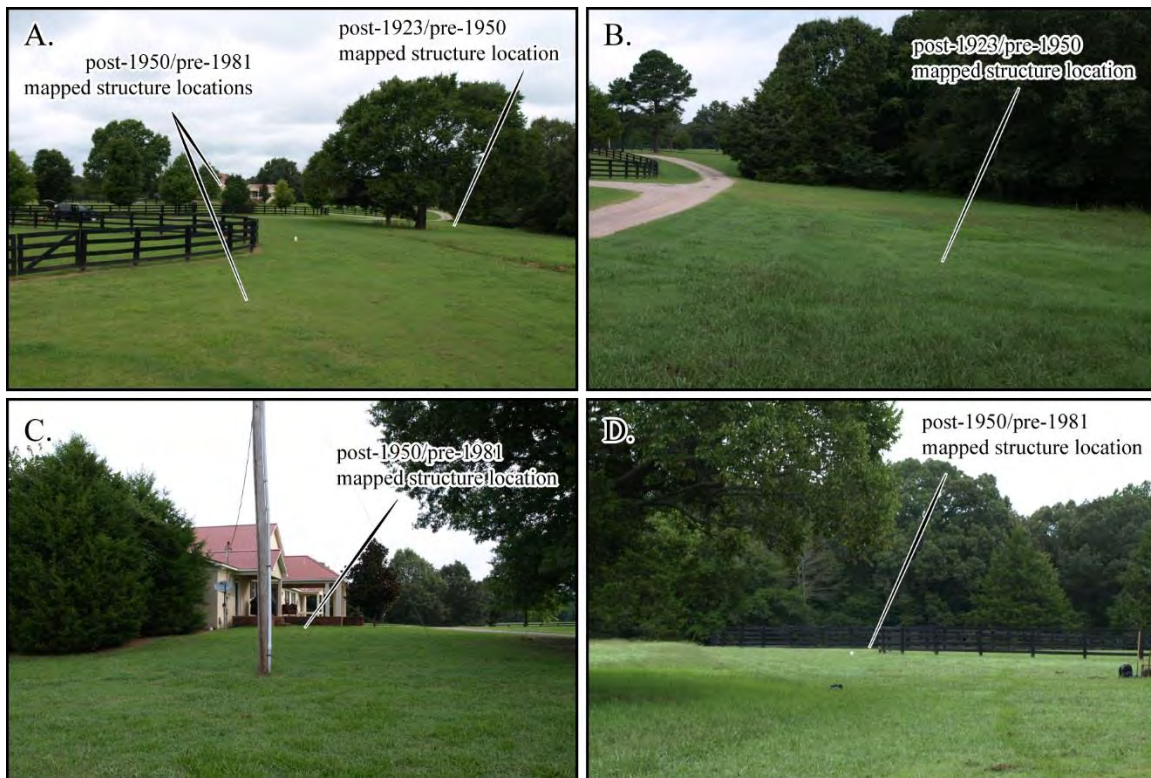 A.
post-1950/pre-1981
mapped structure locations
post-1923/pre-1950
mapped structure location
B.
post-1923/pre-1950
mapped structure location
C.
post-1950/pre-1981
mapped structure location
D.
post-1950/pre-1981
mapped structure location